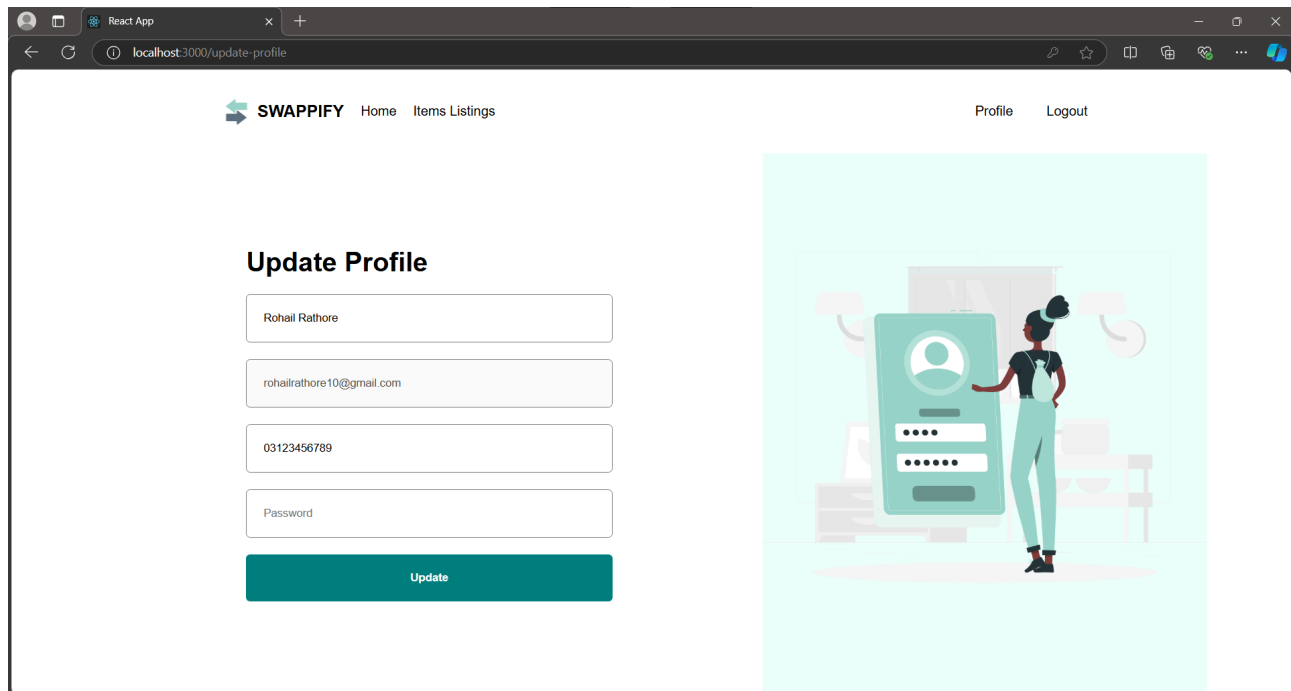 React App
localhost:3000/update-profile
SWAPPIFY Home Items Listings Profile Logout
Update Profile
Rohail Rathore
rohailrathore10@gmail.com
03123456789
Password
Update